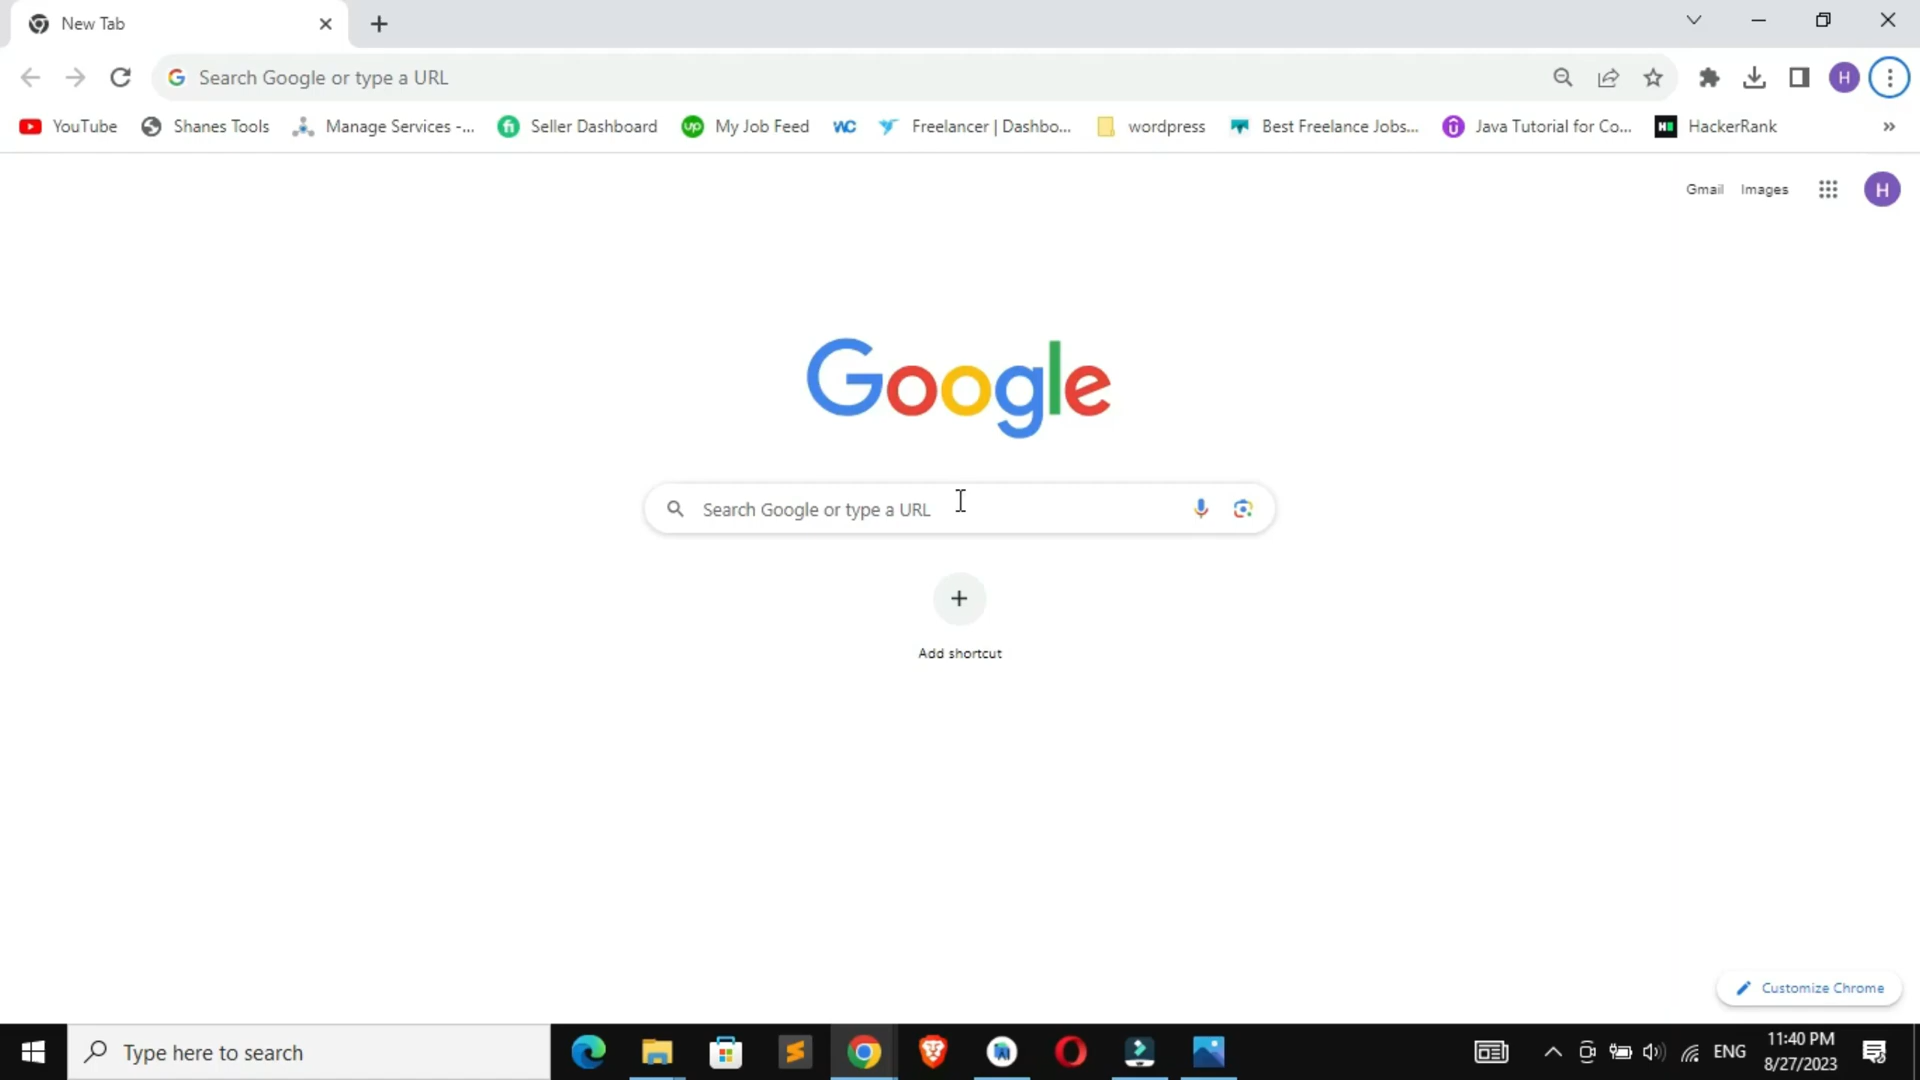 New Tab
Search Google or type a URL
H
YouTube
Shanes Tools
Manage Services -...
fi
Seller Dashboard
up
My Job Feed
WC
Freelancer | Dashbo...
wordpress
Best Freelance Jobs...
Java Tutorial for Co...
HackerRank
»
Gmail
Images
H
Google
Search Google or type a URL
Add shortcut
Customize Chrome
Type here to search
ENG
11:40 PM
8/27/2023